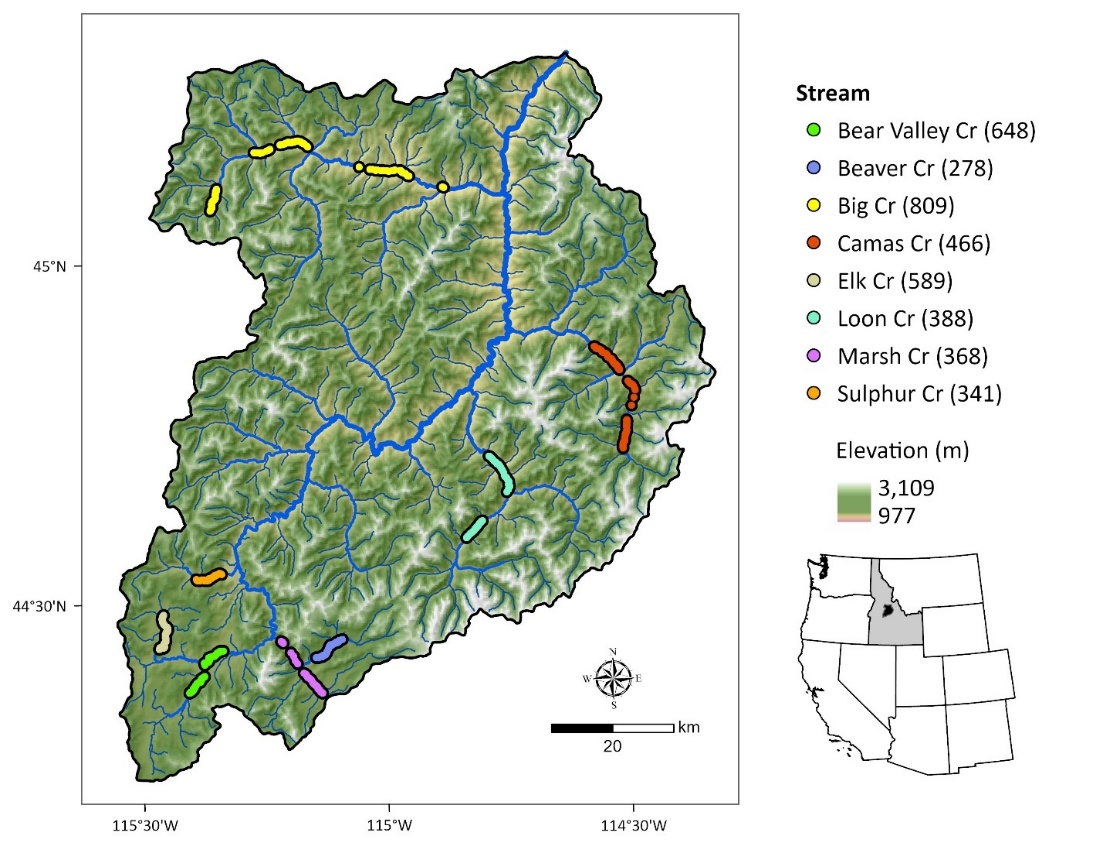 45°N
44°30'N
115°30'W
115°W
114°30'W
N
W
E
S
km
20
Stream
Bear Valley Cr (648)
Beaver Cr (278)
Big Cr (809)
Camas Cr (466)
Elk Cr (589)
Loon Cr (388)
Marsh Cr (368)
Sulphur Cr (341)
Elevation (m)
3,109
977